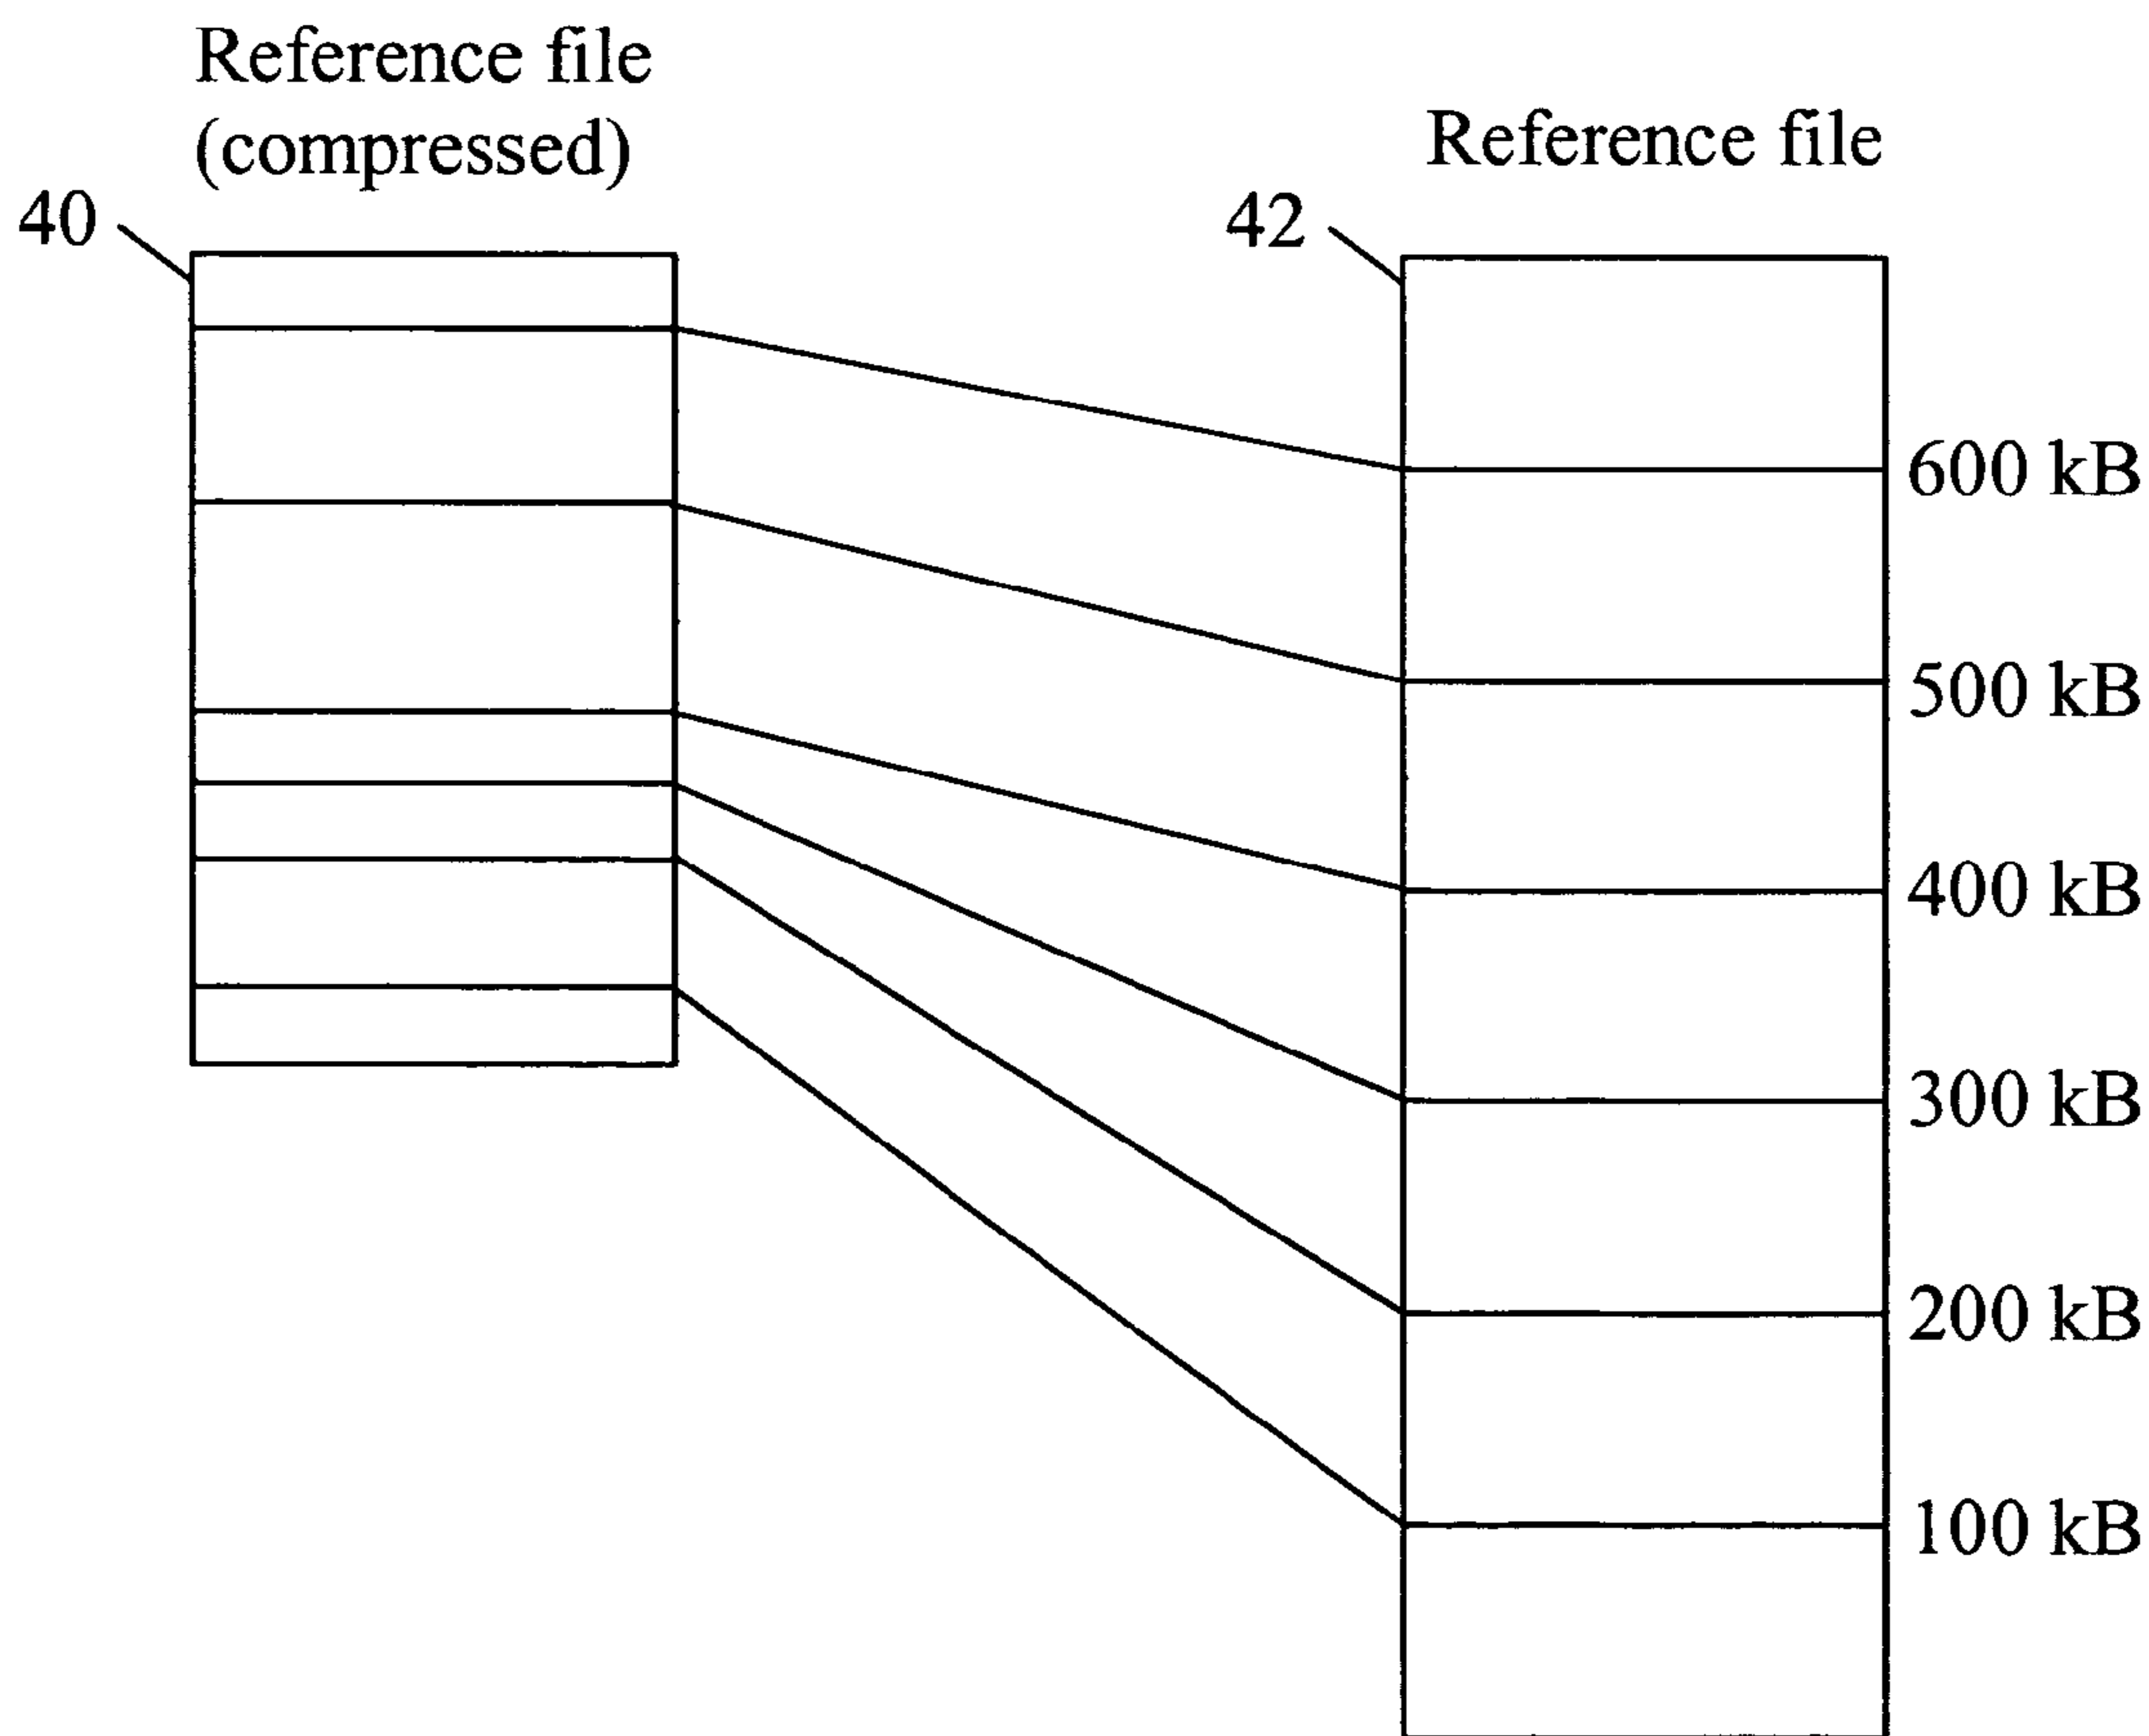 Reference file
(compressed)
40
Reference file
42
600 kB
500 kB
400 kB
300 kB
200 kB
100 kB